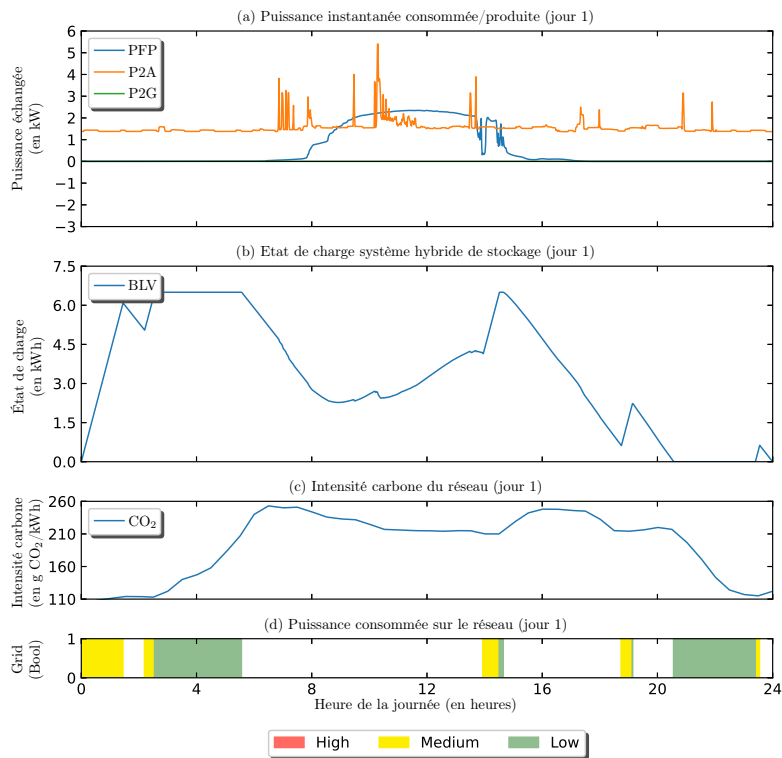 (a) Puissance instantanée consommée/produite (jour 1)
Puissance échangée
(en kW)
6
5
4
3
2
1
0
−1
−2
−3
PFP
P2A
P2G
(b) Etat de charge système hybride de stockage (jour 1)
État de charge
(en kWh)
7.5
6.0
4.5
3.0
1.5
0.0
BLV
(c) Intensité carbone du réseau (jour 1)
Intensité carbone
(en g CO₂/kWh)
260
210
160
110
CO₂
(d) Puissance consommée sur le réseau (jour 1)
Grid
(Bool)
1
0
0 4 8 12 16 20 24
Heure de la journée (en heures)
High Medium Low